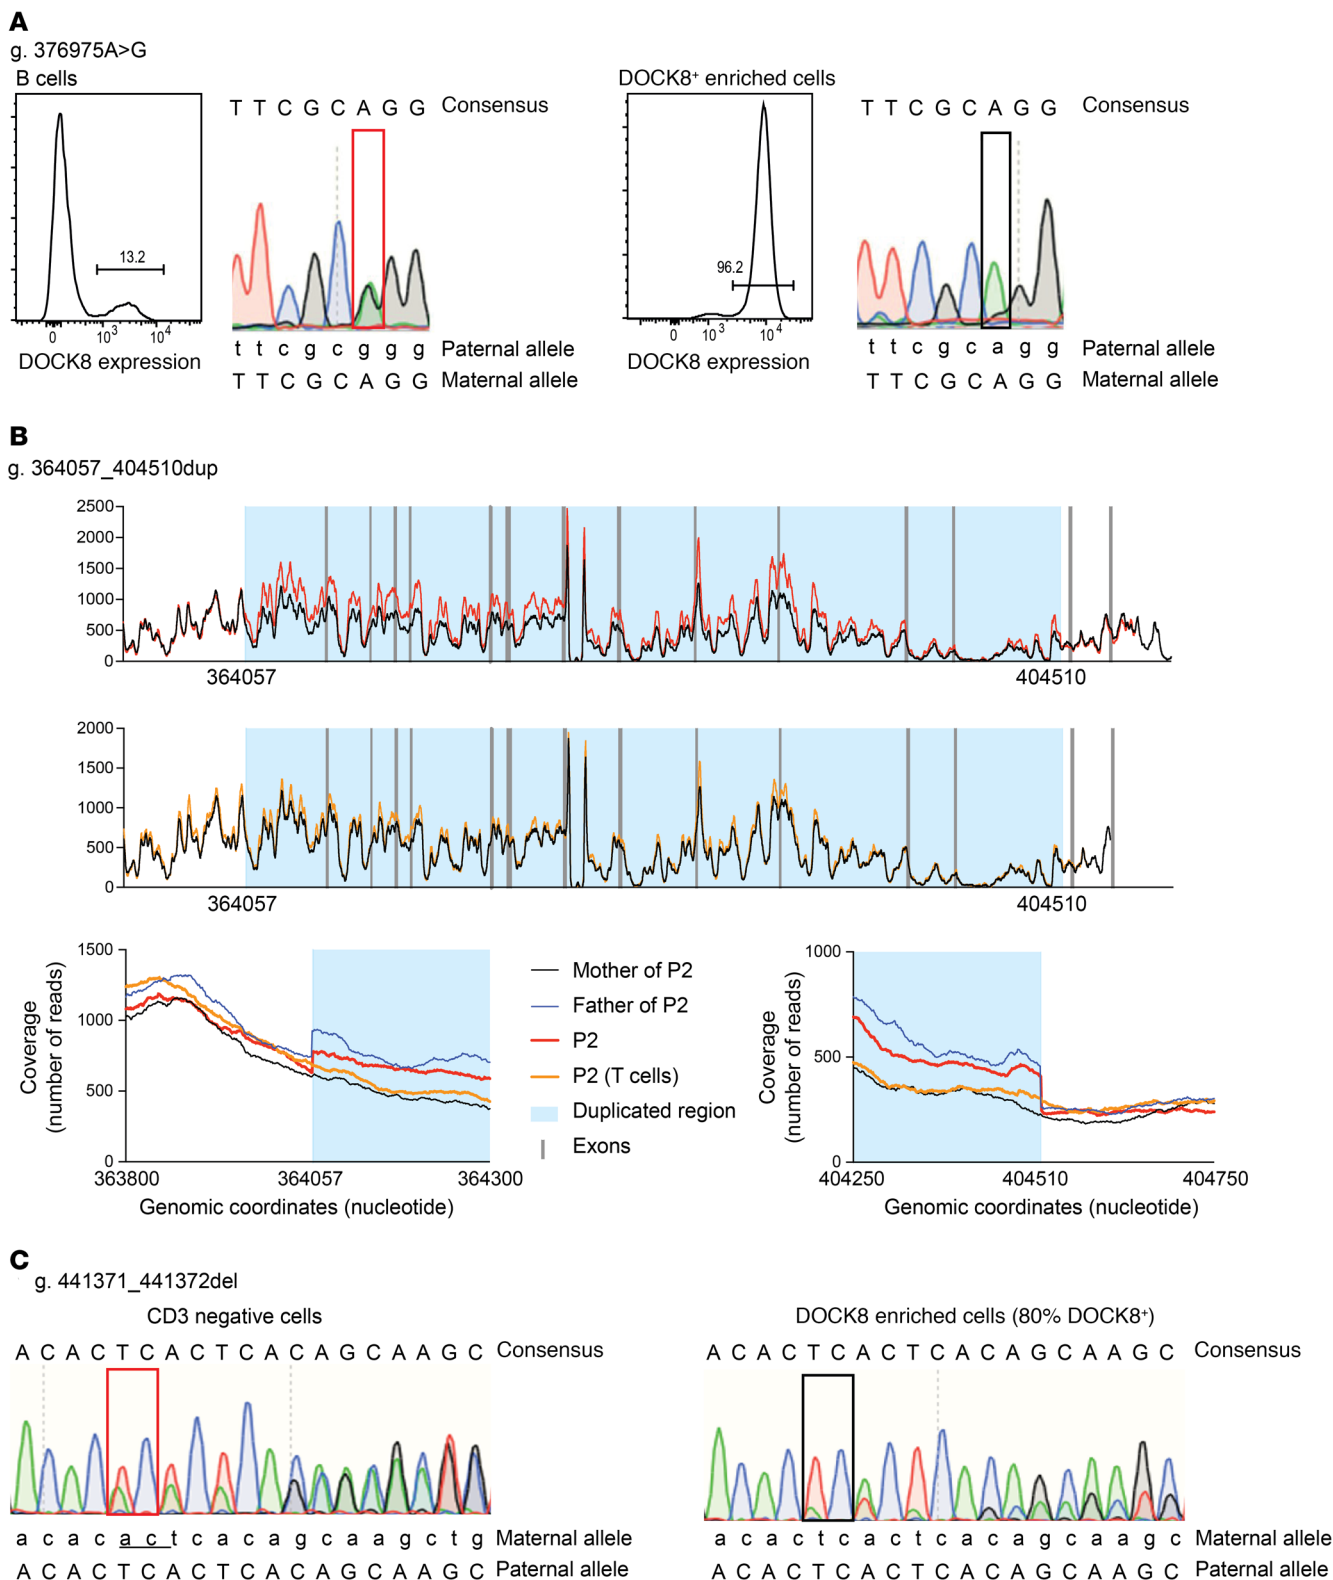 A
g. 376975A>G
B cells
13.2
0 10³ 10⁴
DOCK8 expression
T T C G C A G G Consensus
t t c g c g g g Paternal allele
T T C G C A G G Maternal allele
DOCK8⁺ enriched cells
96.2
0 10³ 10⁴
DOCK8 expression
T T C G C A G G Consensus
t t c g c a g g Paternal allele
T T C G C A G G Maternal allele
B
g. 364057_404510dup
2500
2000
1500
1000
500
0
364057 404510
2000
1500
1000
500
0
364057 404510
Coverage
(number of reads)
1500
1000
500
0
363800 364057 364300
Genomic coordinates (nucleotide)
Mother of P2
Father of P2
P2
P2 (T cells)
Duplicated region
Exons
Coverage
(number of reads)
1000
500
0
404250 404510 404750
Genomic coordinates (nucleotide)
C
g. 441371_441372del
CD3 negative cells
A C A C T C A C T C A C A G C A A G C Consensus
a c a c a c t c a c a g c a a g c t g Maternal allele
A C A C T C A C T C A C A G C A A G C Paternal allele
DOCK8 enriched cells (80% DOCK8⁺)
A C A C T C A C T C A C A G C A A G C Consensus
a c a c t c a c t c a c a g c a a g c Maternal allele
A C A C T C A C T C A C A G C A A G C Paternal allele